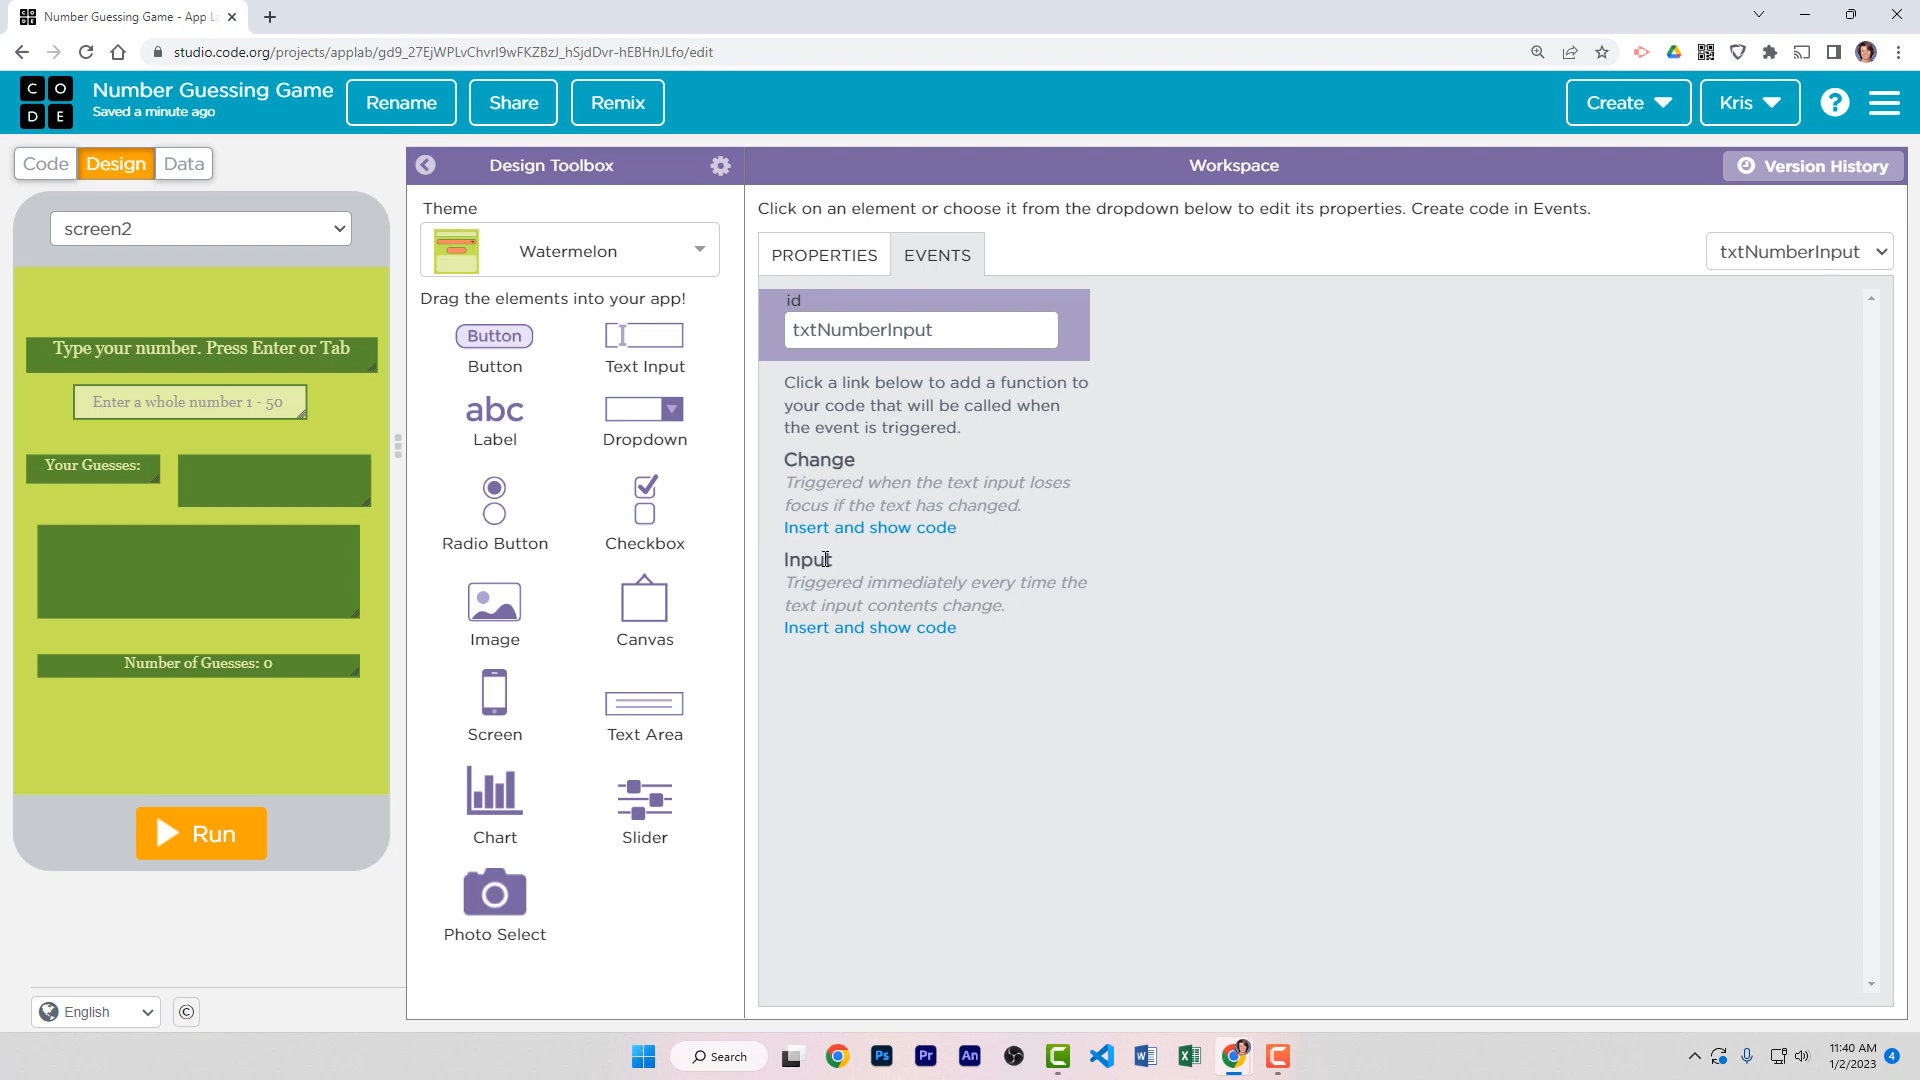 Number Guessing Game - App L
studio.code.org/projects/applab/gd9_27EjWPLvChvrI9wFKZBzJ_hSjdDvr-hEBHnJLfo/edit
C O
D E
Number Guessing Game
Saved a minute ago
Rename
Share
Remix
Create
Kris
?
Code
Design
Data
Design Toolbox
Workspace
Version History
screen2
Type your number. Press Enter or Tab
Enter a whole number 1 - 50
Your Guesses:
Number of Guesses: 0
Run
English
©
Theme
Watermelon
Drag the elements into your app!
Button
Button
Text Input
abc
Label
Dropdown
Radio Button
Checkbox
Image
Canvas
Screen
Text Area
Chart
Slider
Photo Select
Click on an element or choose it from the dropdown below to edit its properties. Create code in Events.
PROPERTIES
EVENTS
txtNumberInput
id
txtNumberInput
Click a link below to add a function to
your code that will be called when
the event is triggered.
Change
Triggered when the text input loses
focus if the text has changed.
Insert and show code
Input
Triggered immediately every time the
text input contents change.
Insert and show code
Search
Ps
Pr
An
11:40 AM
1/2/2023
4